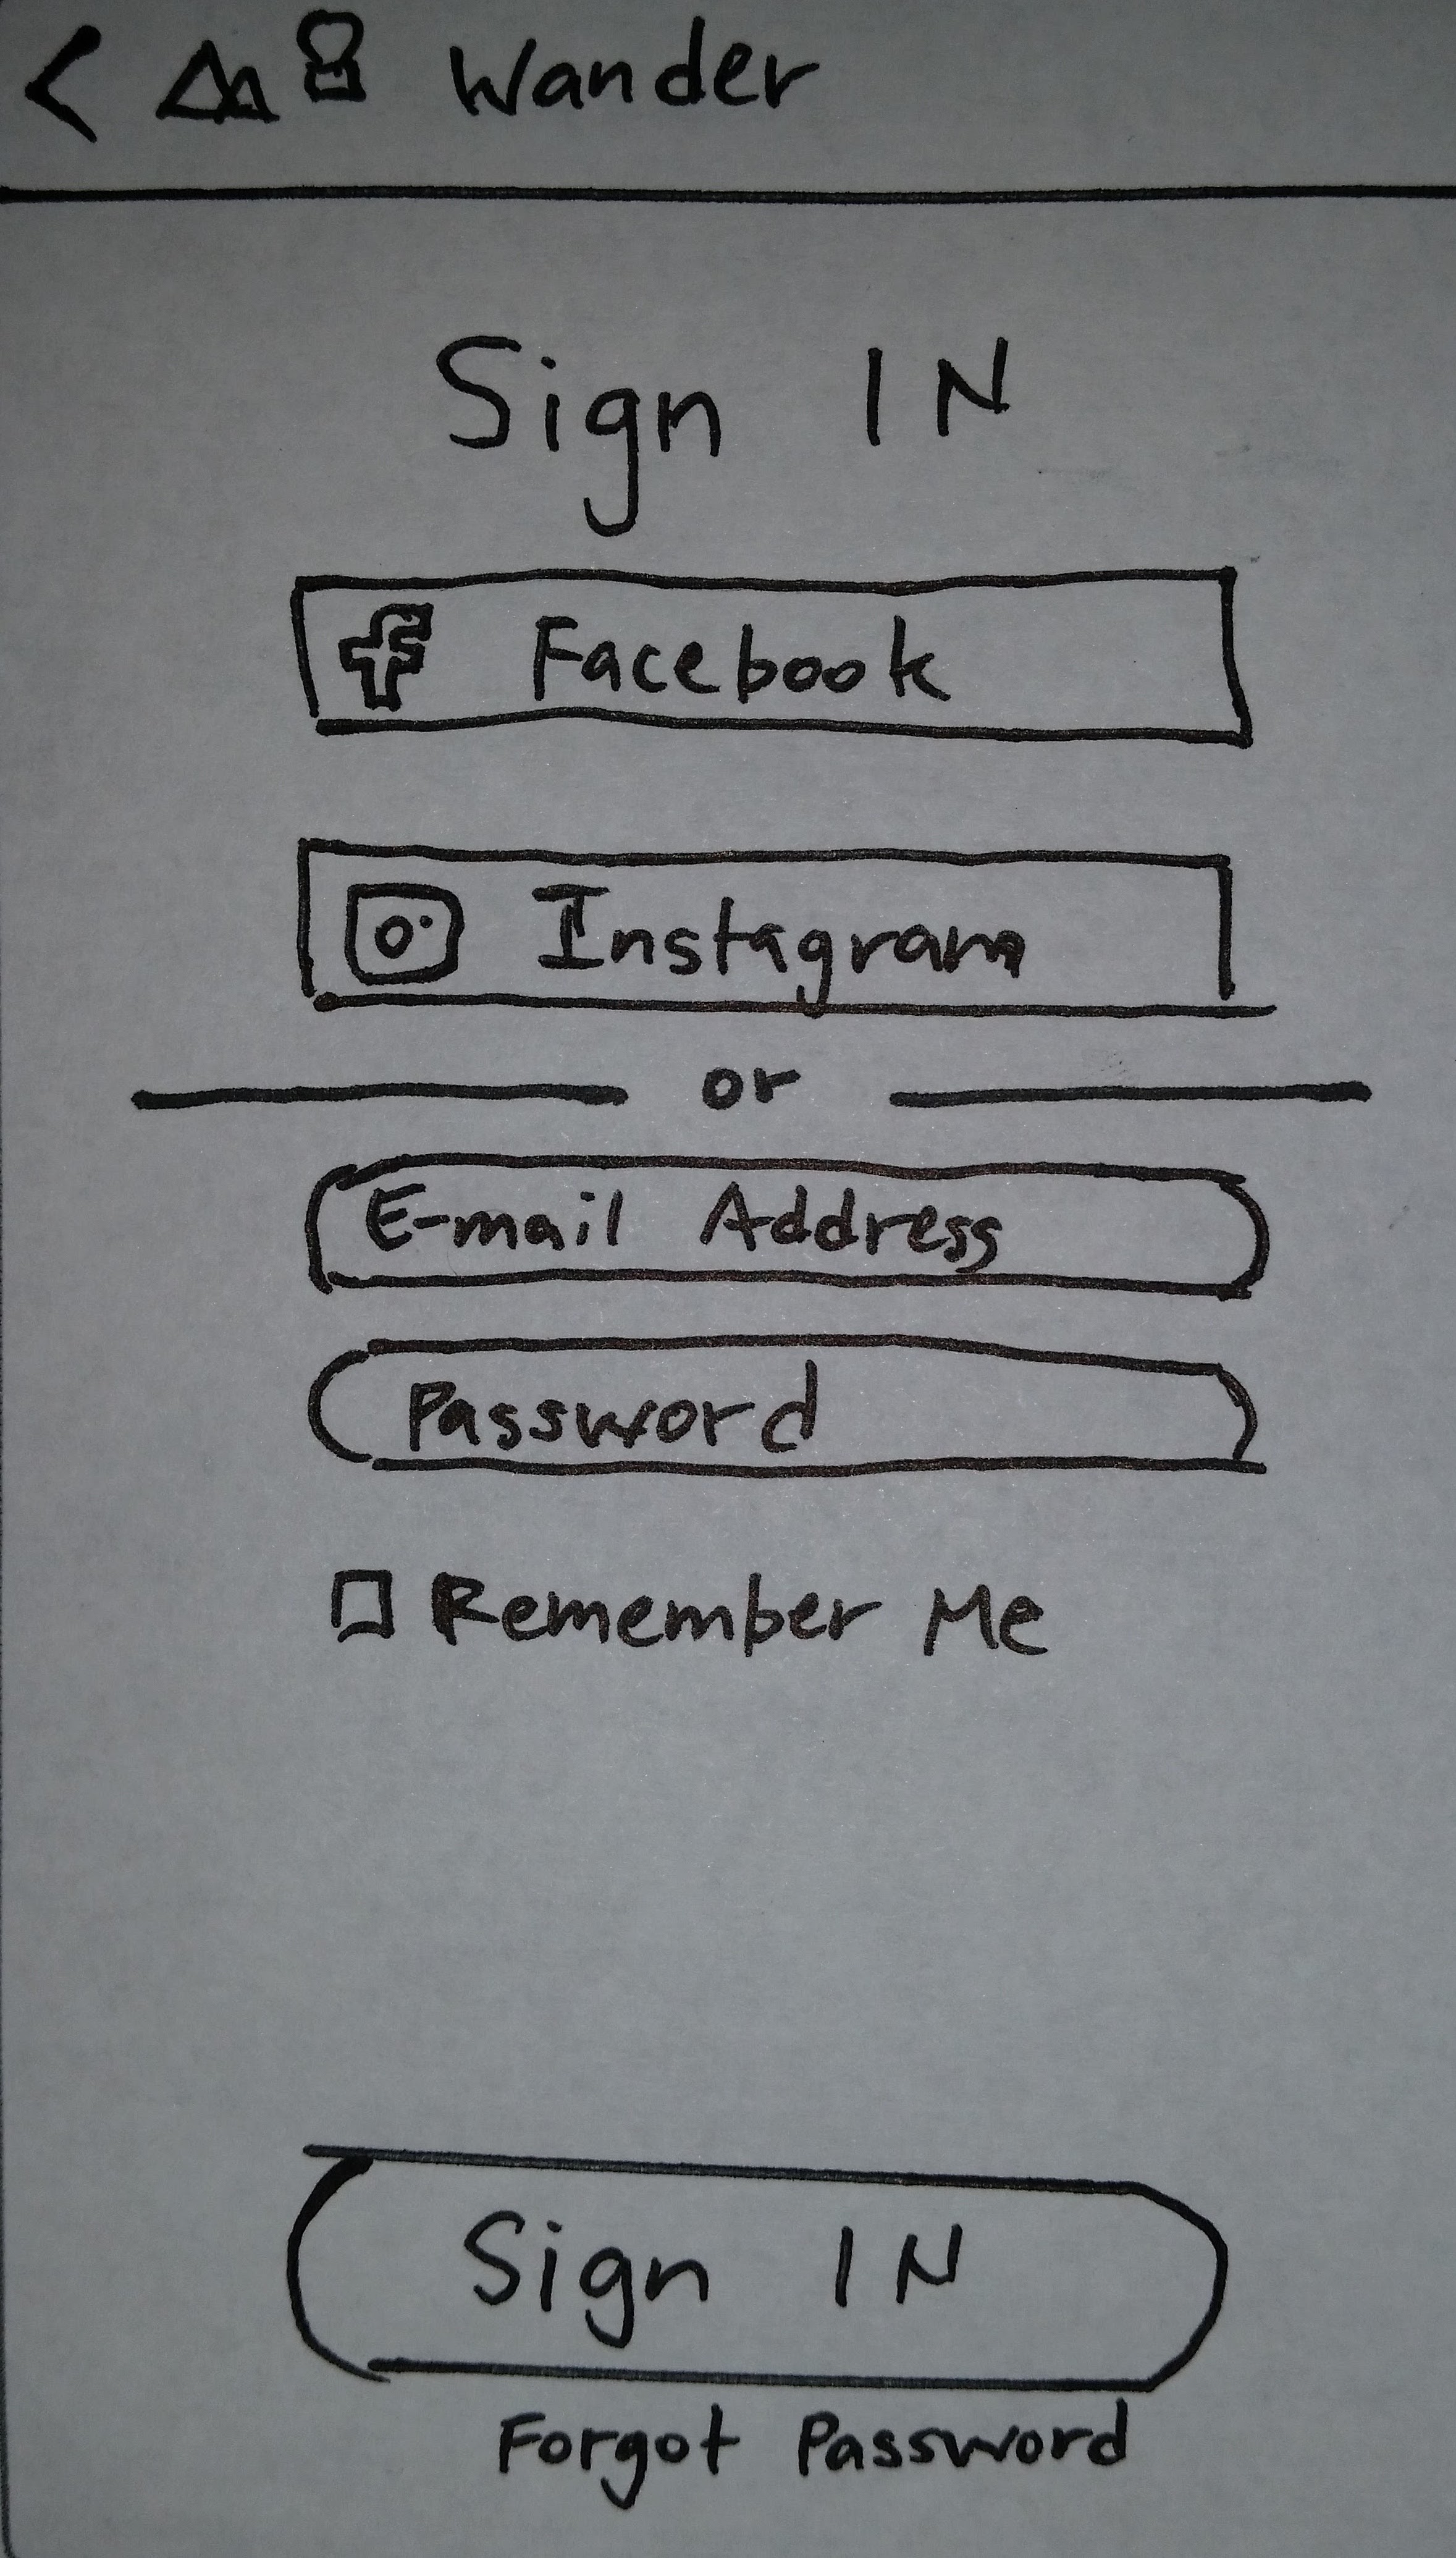 Wander
Sign IN
Facebook
Instagram
or
E-mail Address
Password
Remember Me
Sign IN
Forgot Password